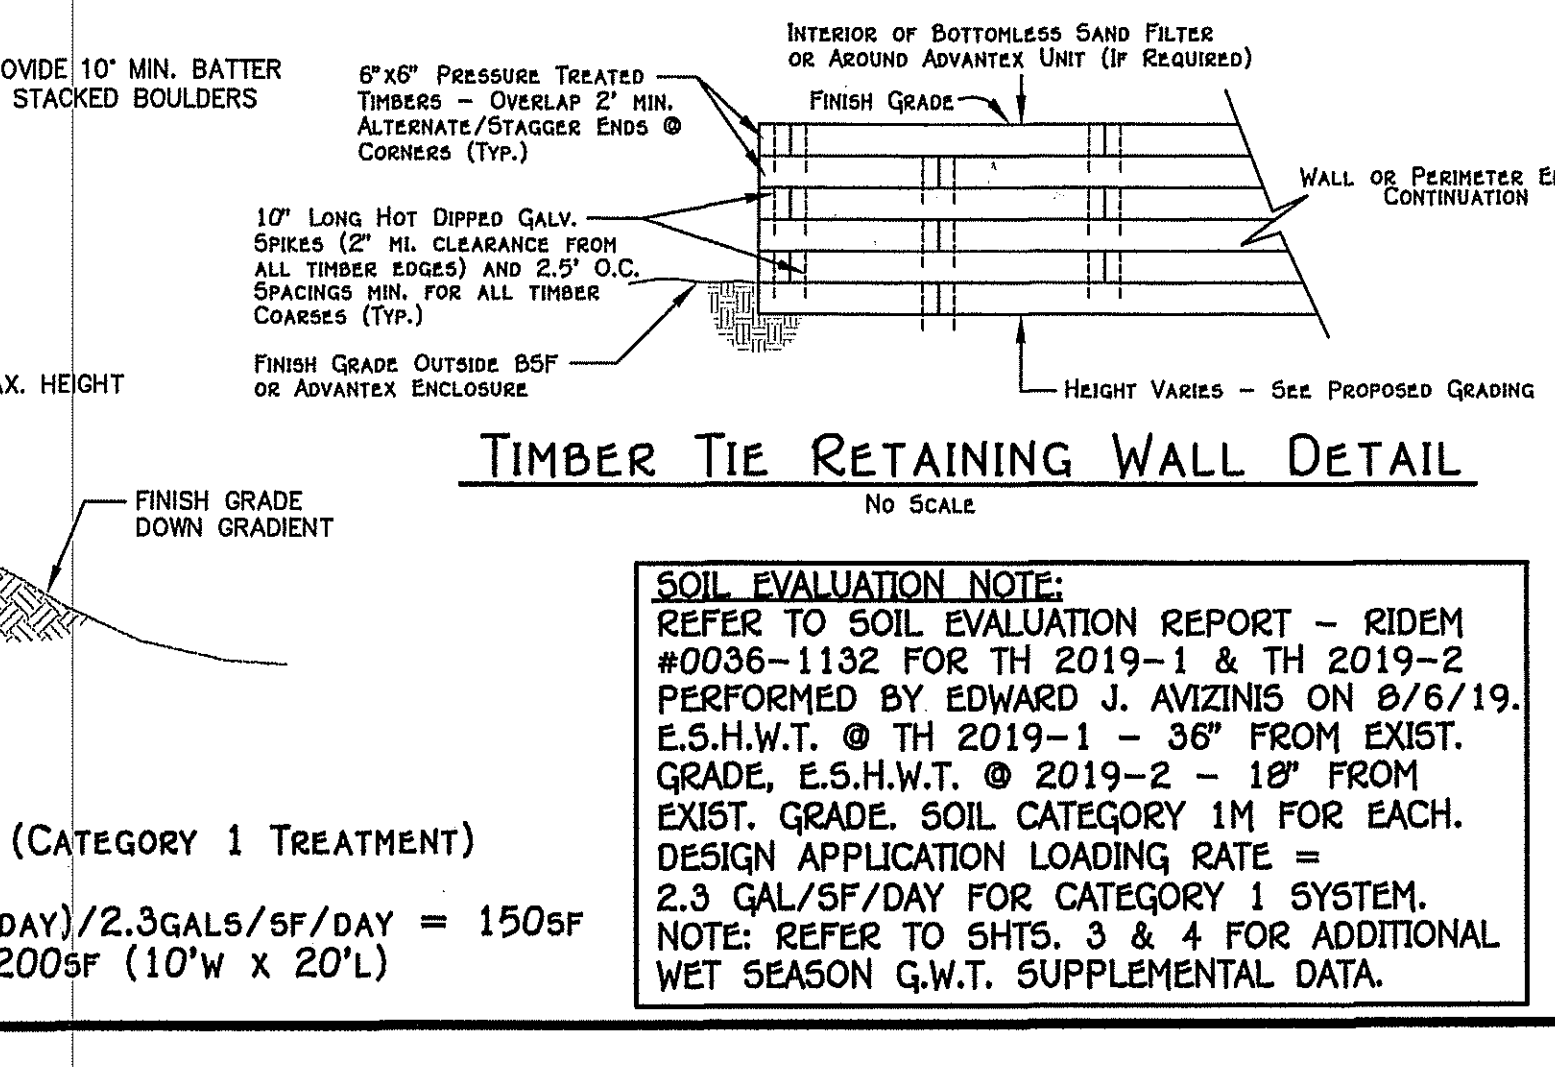 OVIDE 10° MIN. BATTER
STACKED BOULDERS
6"x6" PRESSURE TREATED
TIMBERS – OVERLAP 2' MIN.
ALTERNATE/STAGGER ENDS @
CORNERS (TYP.)
INTERIOR OF BOTTOMLESS SAND FILTER
OR AROUND ADVANTEX UNIT (IF REQUIRED)
FINISH GRADE
WALL OR PERIMETER
CONTINUATION
10" LONG HOT DIPPED GALV.
SPIKES (2" MI. CLEARANCE FROM
ALL TIMBER EDGES) AND 2.5' O.C.
SPACINGS MIN. FOR ALL TIMBER
COARSES (TYP.)
FINISH GRADE OUTSIDE BSF
OR ADVANTEX ENCLOSURE
AX. HEIGHT
HEIGHT VARIES – SEE PROPOSED GRADING
TIMBER TIE RETAINING WALL DETAIL
NO SCALE
FINISH GRADE
DOWN GRADIENT
SOIL EVALUATION NOTE:
REFER TO SOIL EVALUATION REPORT – RIDEM
#0036-1132 FOR TH 2019-1 & TH 2019-2
PERFORMED BY EDWARD J. AVIZINIS ON 8/6/19.
E.S.H.W.T. @ TH 2019-1 – 36" FROM EXIST.
GRADE, E.S.H.W.T. @ 2019-2 – 18" FROM
EXIST. GRADE. SOIL CATEGORY 1M FOR EACH.
DESIGN APPLICATION LOADING RATE =
2.3 GAL/SF/DAY FOR CATEGORY 1 SYSTEM.
NOTE: REFER TO SHTS. 3 & 4 FOR ADDITIONAL
WET SEASON G.W.T. SUPPLEMENTAL DATA.
(CATEGORY 1 TREATMENT)
DAY)/2.3GALS/SF/DAY = 150SF
200SF (10'W X 20'L)